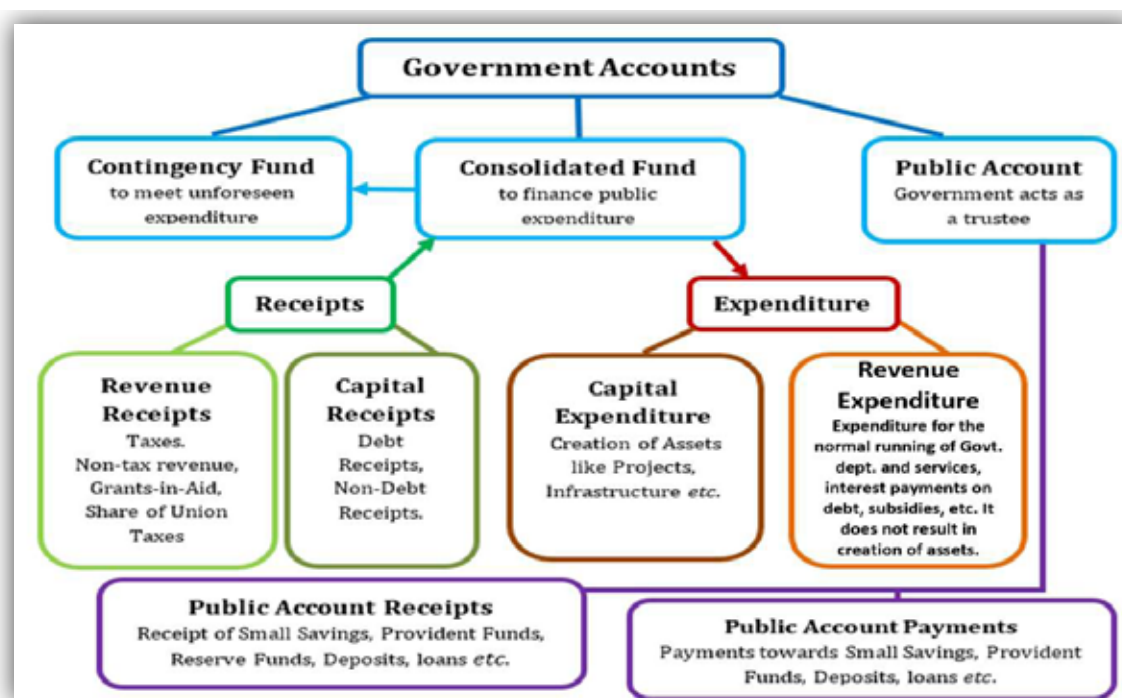 Government Accounts
Contingency Fund
to meet unforeseen
expenditure
Consolidated Fund
to finance public
expenditure
Public Account
Government acts as
a trustee
Receipts
Expenditure
Revenue
Receipts
Taxes.
Non-tax revenue,
Grants-in-Aid,
Share of Union
Taxes
Capital
Receipts
Debt
Receipts,
Non-Debt
Receipts.
Capital
Expenditure
Creation of Assets
like Projects,
Infrastructure etc.
Revenue
Expenditure
Expenditure for the
normal running of Govt.
dept. and services,
interest payments on
debt, subsidies, etc. It
does not result in
creation of assets.
Public Account Receipts
Receipt of Small Savings, Provident Funds,
Reserve Funds, Deposits, loans etc.
Public Account Payments
Payments towards Small Savings, Provident
Funds, Deposits, loans etc.